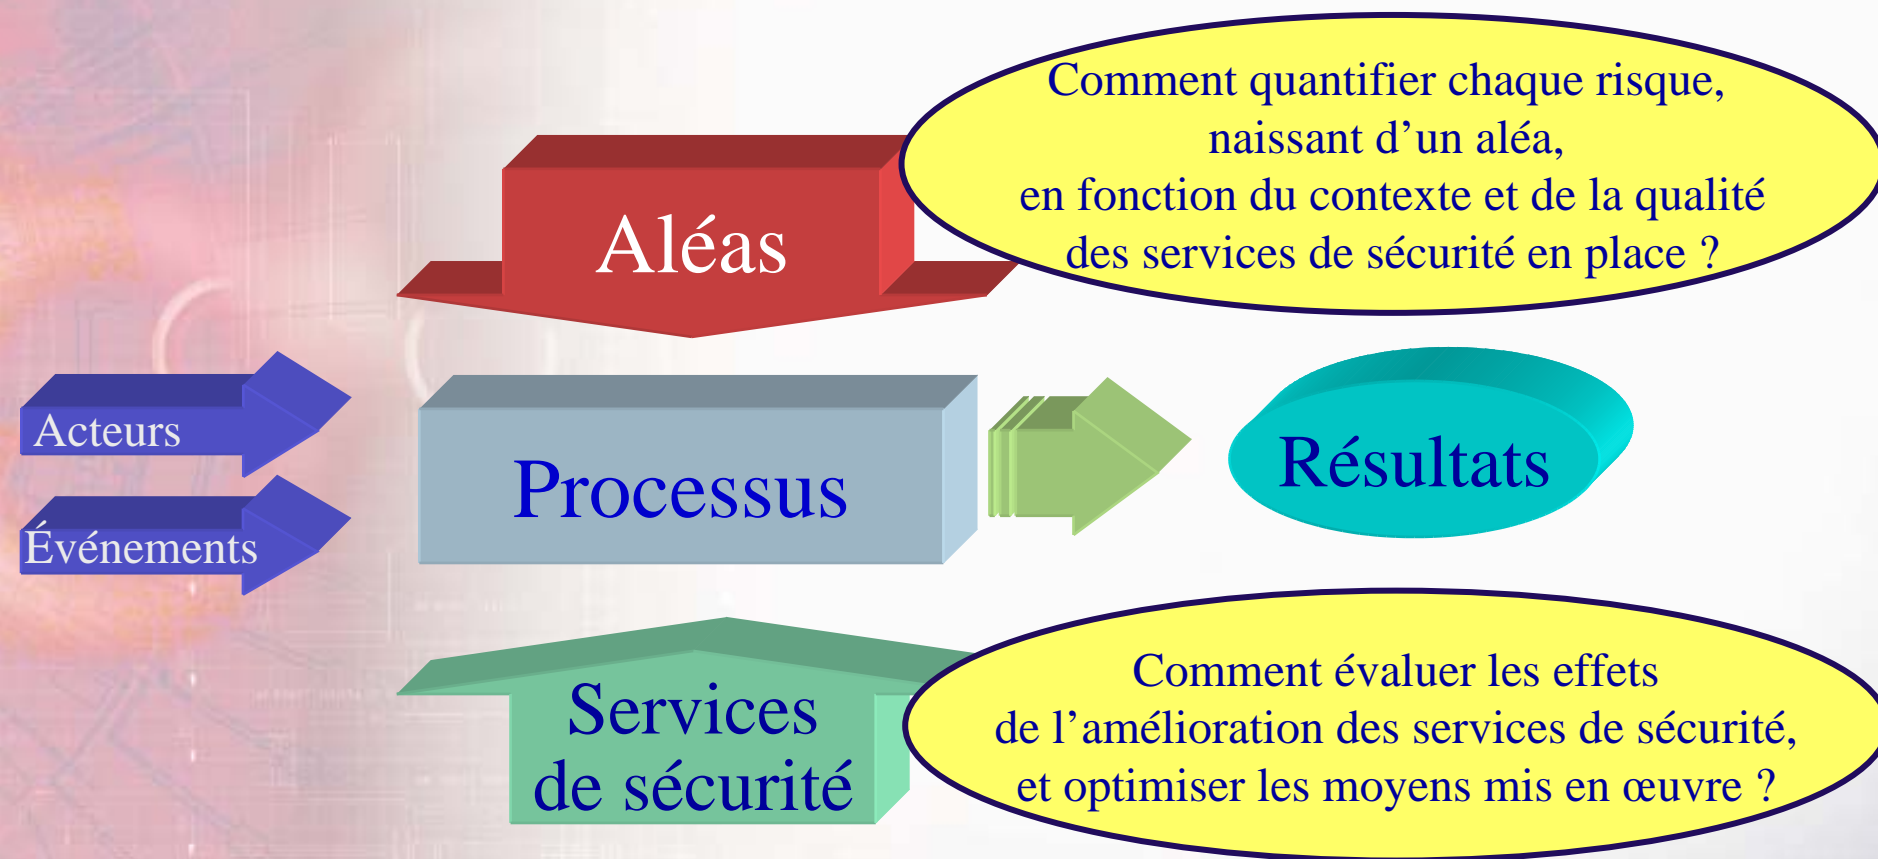 Comment quantifier chaque risque,
naissant d’un aléa,
en fonction du contexte et de la qualité
des services de sécurité en place ?
Aléas
Acteurs
Événements
Processus
Résultats
Services
de sécurité
Comment évaluer les effets
de l’amélioration des services de sécurité,
et optimiser les moyens mis en œuvre ?